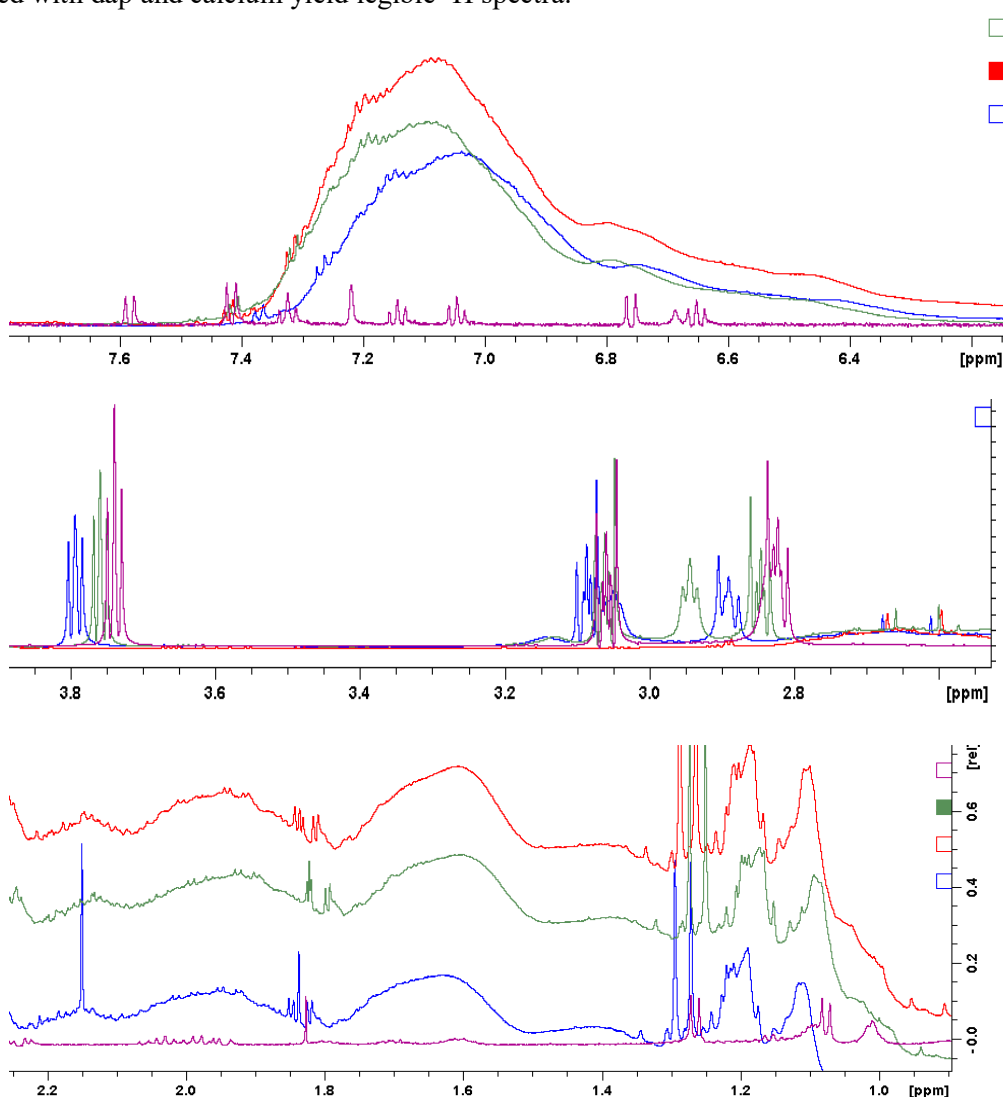 ed with dap and calcium yield legible ¹H spectra.
7.6 7.4 7.2 7.0 6.8 6.6 6.4 [ppm]
3.8 3.6 3.4 3.2 3.0 2.8 [ppm]
[rel
0.6
0.4
0.2
-0.0
2.2 2.0 1.8 1.6 1.4 1.2 1.0 [ppm]